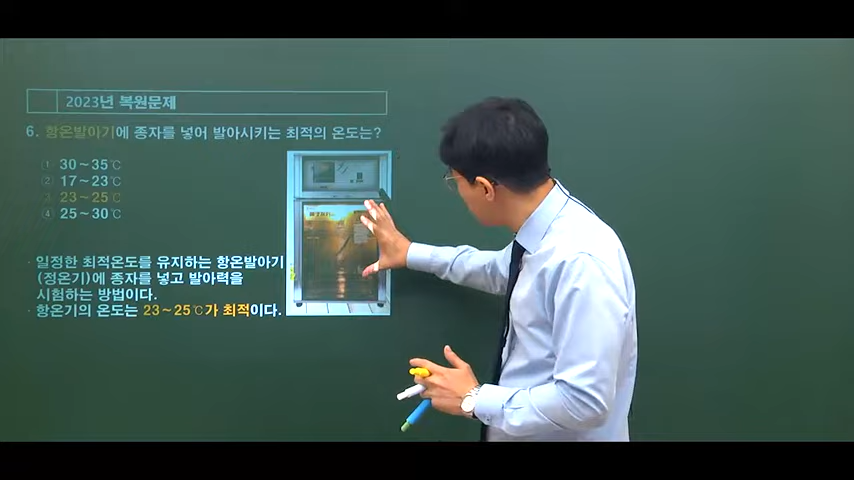 2023년 복원문제
6. 항온발아기에 종자를 넣어 발아시키는 최적의 온도는?
① 30~35℃
② 17~23℃
③ 23~25℃
④ 25~30℃
· 일정한 최적온도를 유지하는 항온발아기
(정온기)에 종자를 넣고 발아력을
시험하는 방법이다.
· 항온기의 온도는 23~25℃가 최적이다.